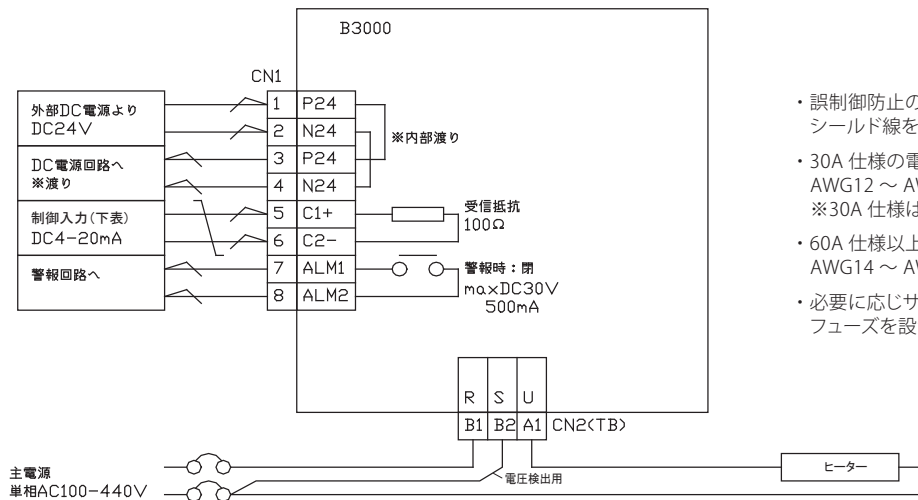 B3000
CN1
外部DC電源より
DC24V
DC電源回路へ
※渡り
制御入力(下表)
DC4-20mA
警報回路へ
1 P24
2 N24
3 P24
4 N24
5 C1+
6 C2-
7 ALM1
8 ALM2
※内部渡り
受信抵抗
100Ω
警報時:閉
maxDC30V
500mA
R S U
B1 B2 A1 CN2(TB)
主電源
単相AC100-440V
電圧検出用
ヒーター
・誤制御防止の
シールド線を
・30A 仕様の電
AWG12 ~ AW
※30A 仕様は
・60A 仕様以上
AWG14 ~ AW
・必要に応じサ
フューズを設